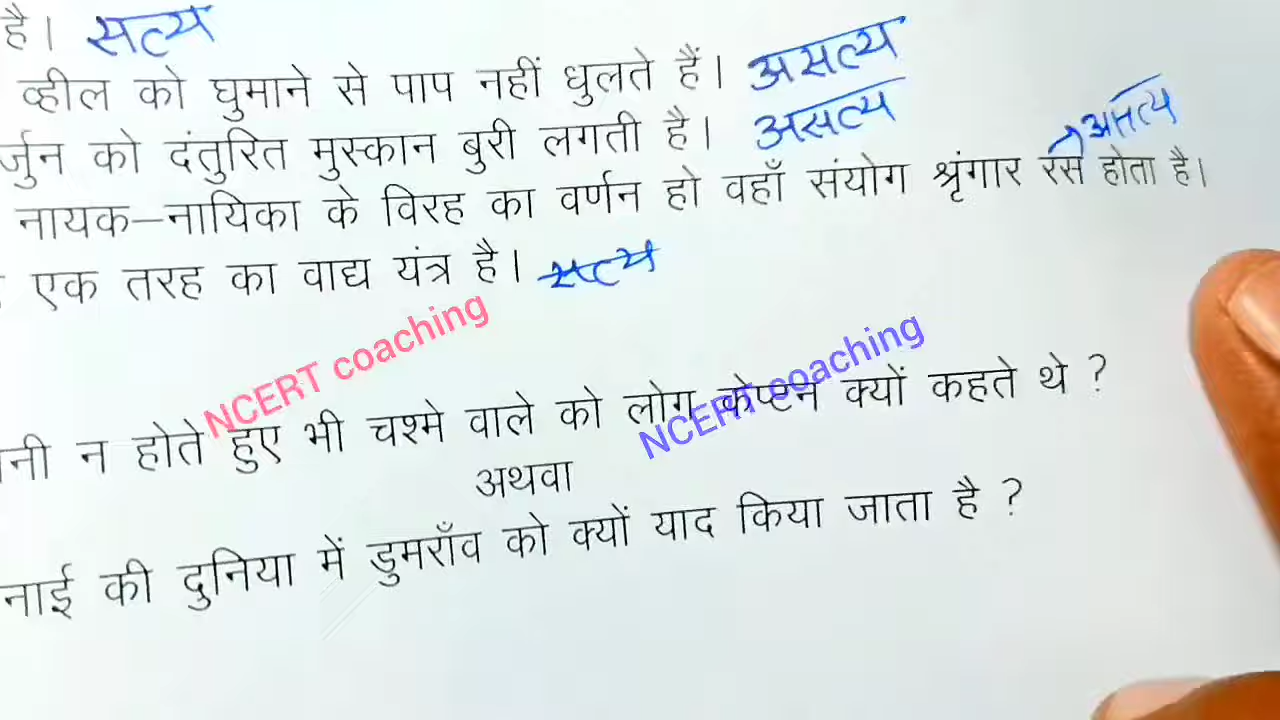 है। सत्य
व्हील को घुमाने से पाप नहीं धुलते हैं। असत्य
र्जुन को दंतुरित मुस्कान बुरी लगती है। असत्य
नायक–नायिका के विरह का वर्णन हो वहाँ संयोग श्रृंगार रस होता है। असत्य
एक तरह का वाद्य यंत्र है। सत्य
NCERT coaching
NCERT coaching
नी न होते हुए भी चश्मे वाले को लोग केप्टन क्यों कहते थे ?
अथवा
नाई की दुनिया में डुमराँव को क्यों याद किया जाता है ?